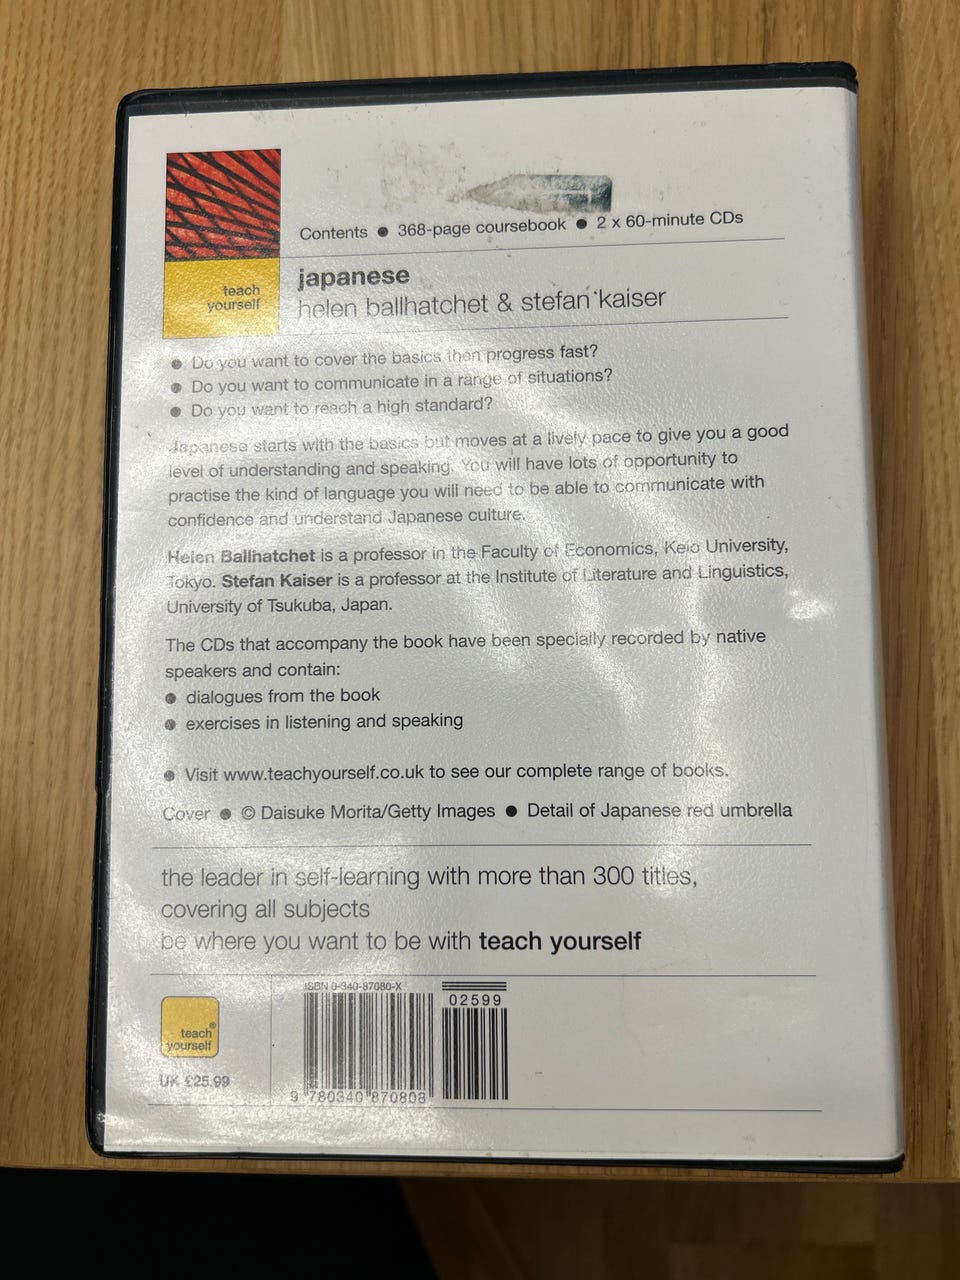 Contents ● 368-page coursebook ● 2 x 60-minute CDs
teach
yourself
japanese
helen ballhatchet & stefan kaiser
● Do you want to cover the basics then progress fast?
● Do you want to communicate in a range of situations?
● Do you want to reach a high standard?
Japanese starts with the basics but moves at a lively pace to give you a good
level of understanding and speaking. You will have lots of opportunity to
practise the kind of language you will need to be able to communicate with
confidence and understand Japanese culture.
Helen Ballhatchet is a professor in the Faculty of Economics, Keio University,
Tokyo. Stefan Kaiser is a professor at the Institute of Literature and Linguistics,
University of Tsukuba, Japan.
The CDs that accompany the book have been specially recorded by native
speakers and contain:
● dialogues from the book
● exercises in listening and speaking
● Visit www.teachyourself.co.uk to see our complete range of books.
Cover ● © Daisuke Morita/Getty Images ● Detail of Japanese red umbrella
the leader in self-learning with more than 300 titles,
covering all subjects
be where you want to be with teach yourself
teach®
yourself
UK £25.99
ISBN 0-340-87080-X
02599
9 780340 870808